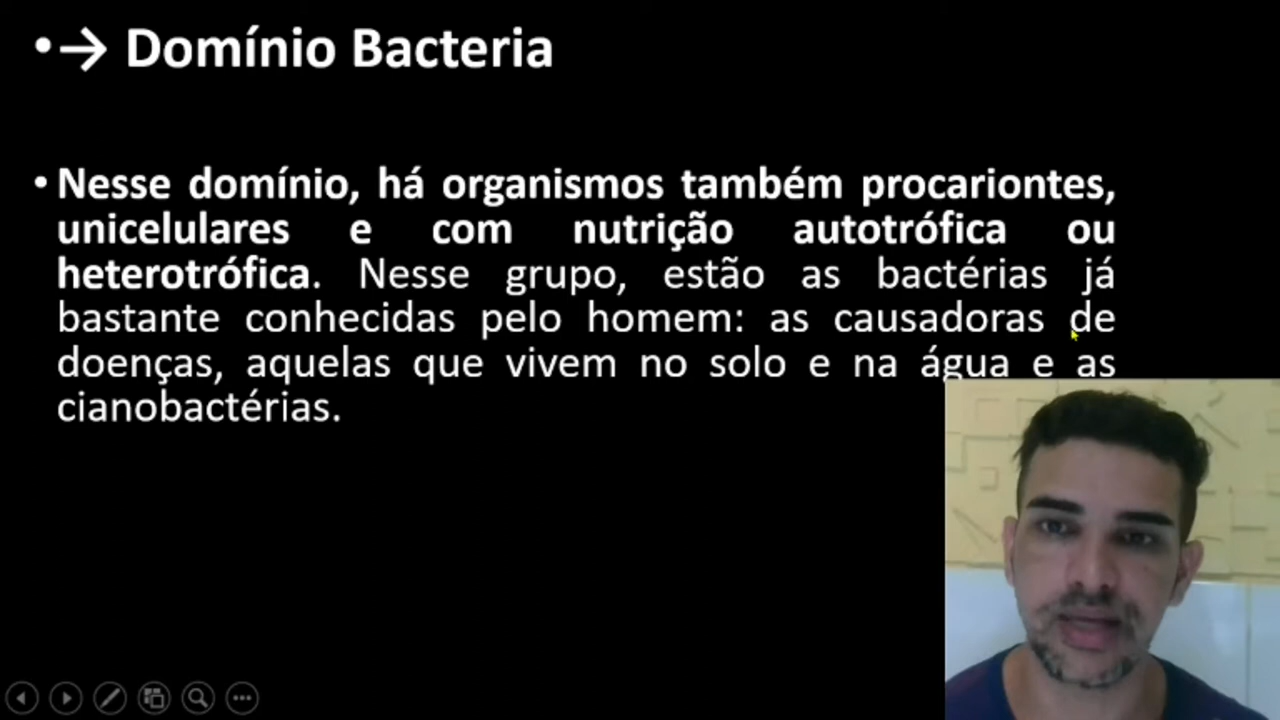 •→ Domínio Bacteria
• Nesse domínio, há organismos também procariontes,
unicelulares e com nutrição autotrófica ou
heterotrófica. Nesse grupo, estão as bactérias já
bastante conhecidas pelo homem: as causadoras de
doenças, aquelas que vivem no solo e na água e as
cianobactérias.